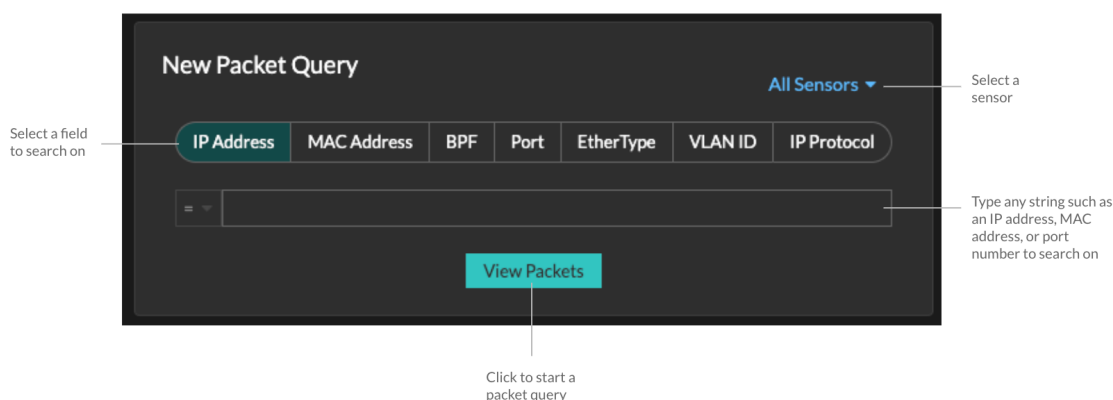 New Packet Query
All Sensors
Select a
sensor
Select a field
to search on
IP Address MAC Address BPF Port EtherType VLAN ID IP Protocol
=
Type any string such as
an IP address, MAC
address, or port
number to search on
View Packets
Click to start a
packet query